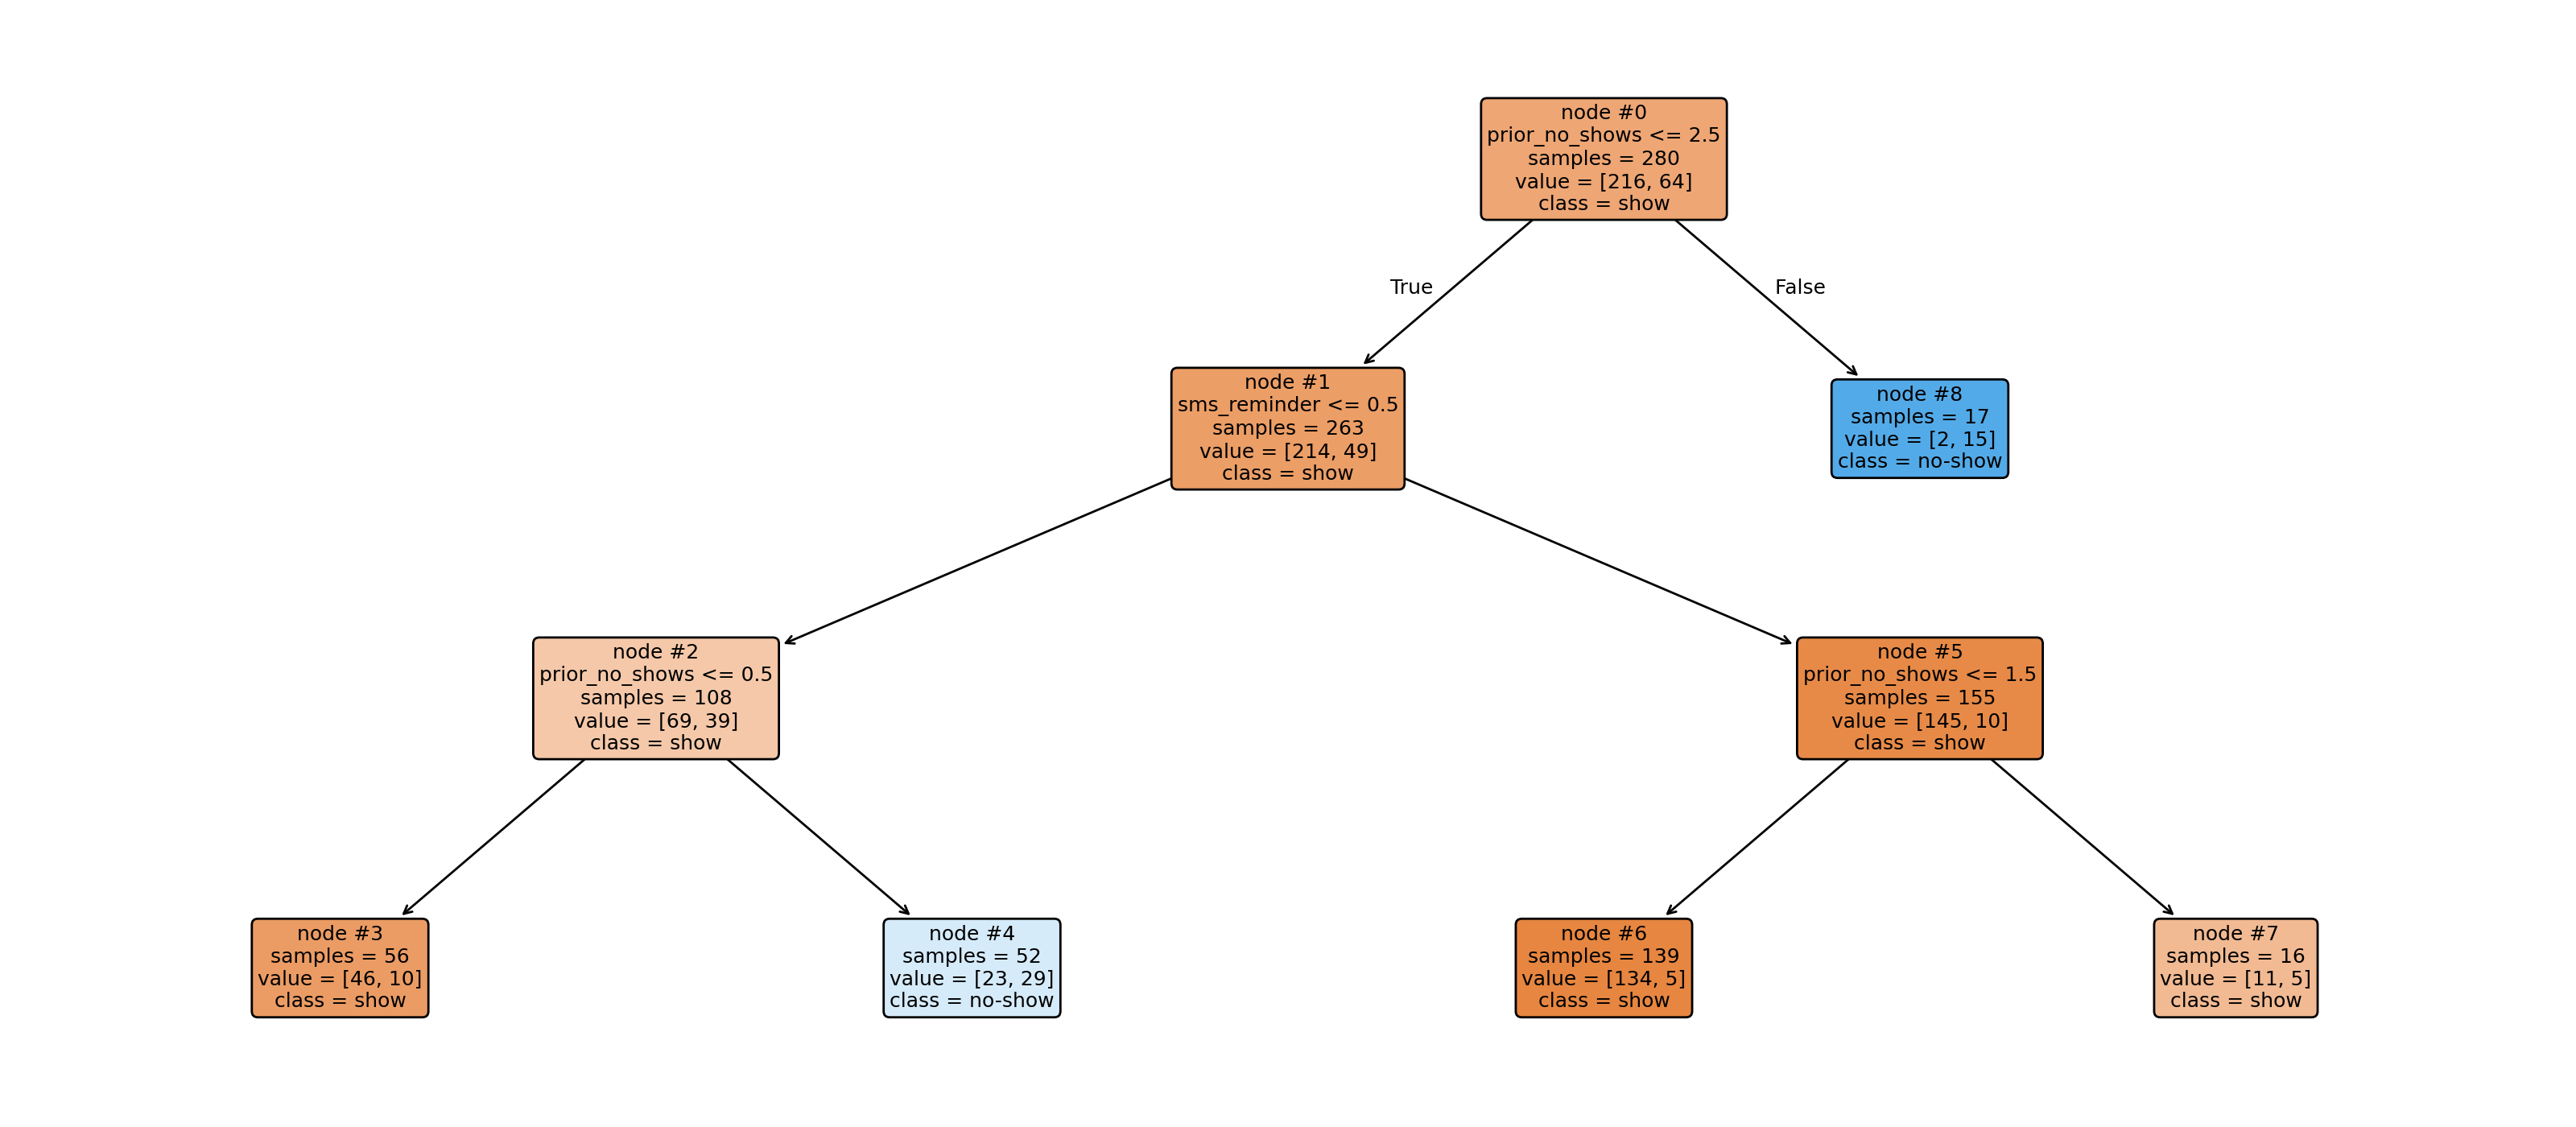 node #0
prior_no_shows <= 2.5
samples = 280
value = [216, 64]
class = show
True
False
node #1
sms_reminder <= 0.5
samples = 263
value = [214, 49]
class = show
node #8
samples = 17
value = [2, 15]
class = no-show
node #2
prior_no_shows <= 0.5
samples = 108
value = [69, 39]
class = show
node #5
prior_no_shows <= 1.5
samples = 155
value = [145, 10]
class = show
node #3
samples = 56
value = [46, 10]
class = show
node #4
samples = 52
value = [23, 29]
class = no-show
node #6
samples = 139
value = [134, 5]
class = show
node #7
samples = 16
value = [11, 5]
class = show